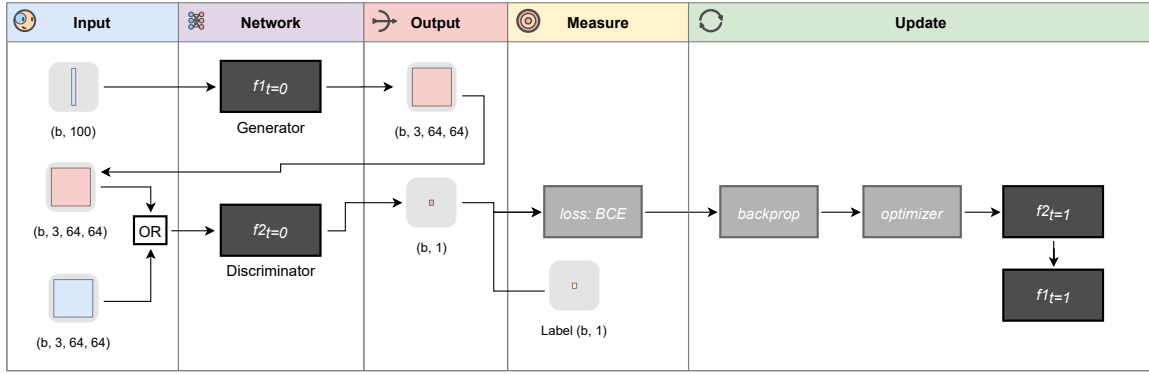 Input
Network
Output
Measure
Update
f1t=0
Generator
(b, 100)
(b, 3, 64, 64)
(b, 3, 64, 64)
OR
f2t=0
Discriminator
(b, 1)
loss: BCE
backprop
optimizer
f2t=1
f1t=1
Label (b, 1)
(b, 3, 64, 64)